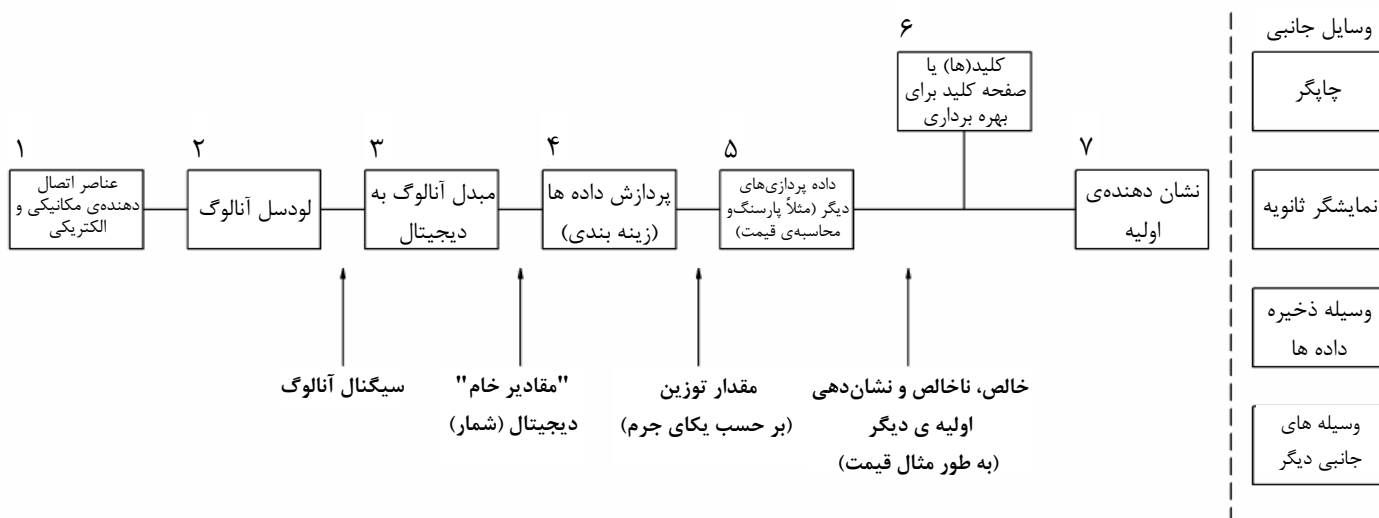 ۱
عناصر اتصال
دهنده‌ی مکانیکی و
الکتریکی
۲
لودسل آنالوگ
۳
مبدل آنالوگ به
دیجیتال
۴
پردازش داده ها
(زینه بندی)
۵
داده پردازی‌های
دیگر (مثلاً پارسنگ‌و
محاسبه‌ی قیمت)
۶
کلید(ها) یا
صفحه کلید برای
بهره برداری
۷
نشان دهنده‌ی
اولیه
سیگنال آنالوگ
"مقادیر خام"
دیجیتال (شمار)
مقدار توزین
(بر حسب یکای جرم)
خالص، ناخالص و نشان‌دهی
اولیه ی دیگر
(به طور مثال قیمت)
وسایل جانبی
چاپگر
نمایشگر ثانویه
وسیله ذخیره
داده ها
وسیله های
جانبی دیگر